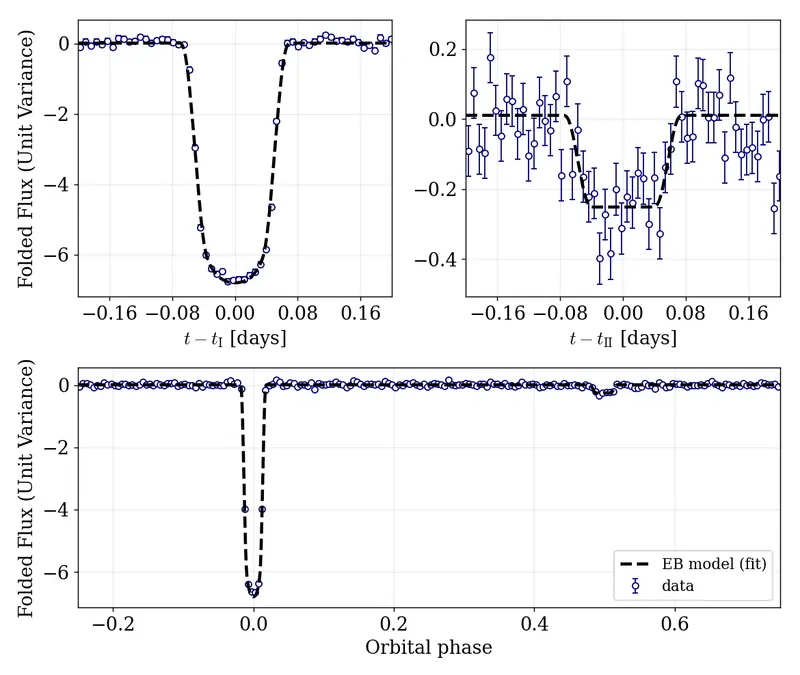 Folded Flux (Unit Variance)
0
−2
−4
−6
−0.16 −0.08 0.00 0.08 0.16
t − tI [days]
0.2
0.0
−0.2
−0.4
−0.16 −0.08 0.00 0.08 0.16
t − tII [days]
Folded Flux (Unit Variance)
0
−2
−4
−6
EB model (fit)
data
−0.2 0.0 0.2 0.4 0.6
Orbital phase